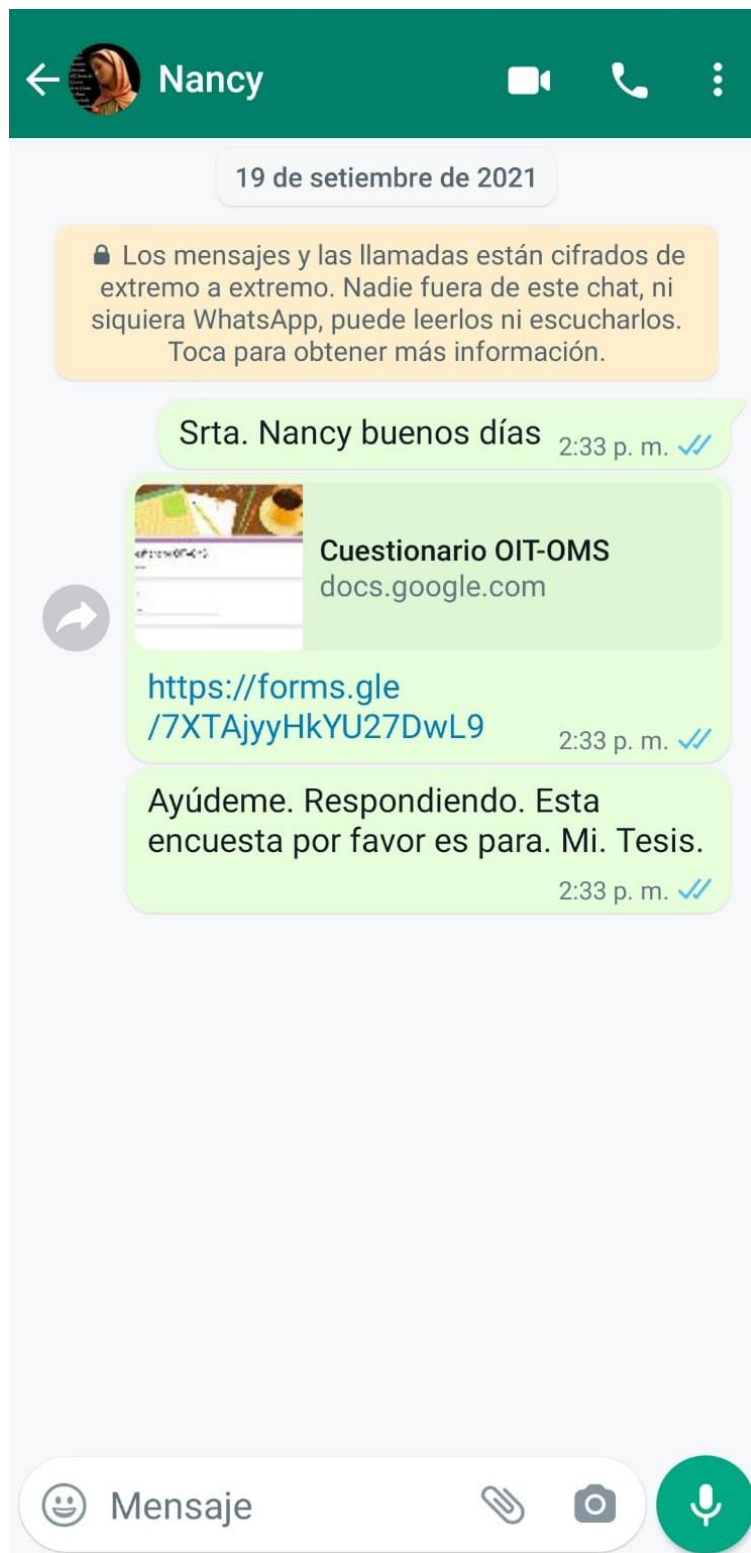 Nancy
19 de setiembre de 2021
Los mensajes y las llamadas están cifrados de
extremo a extremo. Nadie fuera de este chat, ni
siquiera WhatsApp, puede leerlos ni escucharlos.
Toca para obtener más información.
Srta. Nancy buenos días 2:33 p. m.
Cuestionario OIT-OMS
docs.google.com
https://forms.gle
/7XTAjyyHkYU27DwL9 2:33 p. m.
Ayúdeme. Respondiendo. Esta
encuesta por favor es para. Mi. Tesis.
2:33 p. m.
Mensaje